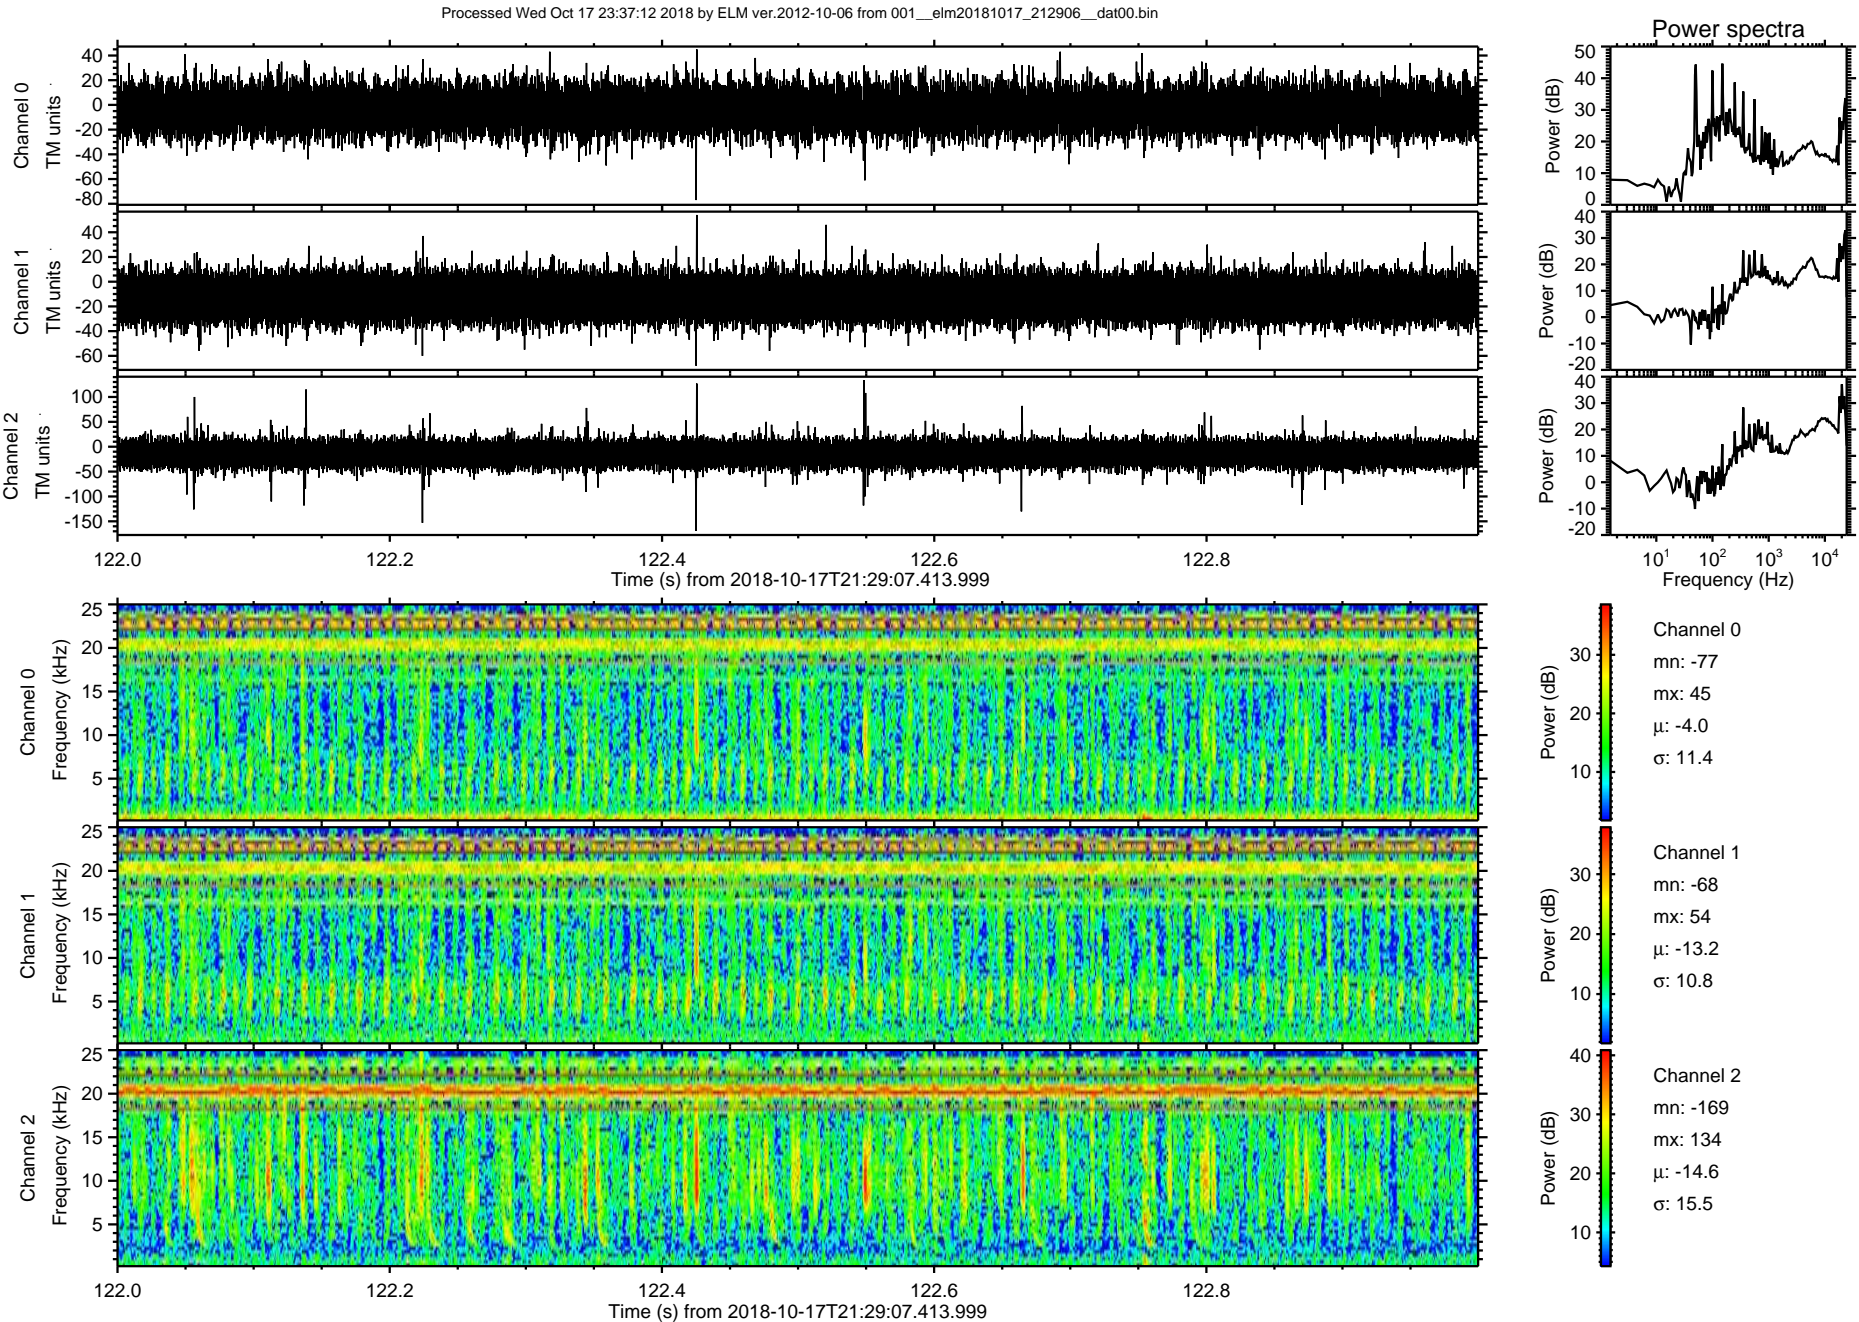 Processed Wed Oct 17 23:37:12 2018 by ELM ver.2012-10-06 from 001__elm20181017_212906__dat00.bin
Power spectra
Channel 0
TM units
40
20
0
-20
-40
-60
-80
Power (dB)
50
40
30
20
10
0
Channel 1
TM units
40
20
0
-20
-40
-60
Power (dB)
40
30
20
10
0
-10
-20
Channel 2
TM units
100
50
0
-50
-100
-150
Power (dB)
40
30
20
10
0
-10
-20
122.0 122.2 122.4 122.6 122.8
Time (s) from 2018-10-17T21:29:07.413.999
10^1 10^2 10^3 10^4
Frequency (Hz)
Channel 0
Frequency (kHz)
25
20
15
10
5
Power (dB)
30
20
10
Channel 0
mn: -77
mx: 45
μ: -4.0
σ: 11.4
Channel 1
Frequency (kHz)
25
20
15
10
5
Power (dB)
30
20
10
Channel 1
mn: -68
mx: 54
μ: -13.2
σ: 10.8
Channel 2
Frequency (kHz)
25
20
15
10
5
Power (dB)
40
30
20
10
Channel 2
mn: -169
mx: 134
μ: -14.6
σ: 15.5
122.0 122.2 122.4 122.6 122.8
Time (s) from 2018-10-17T21:29:07.413.999